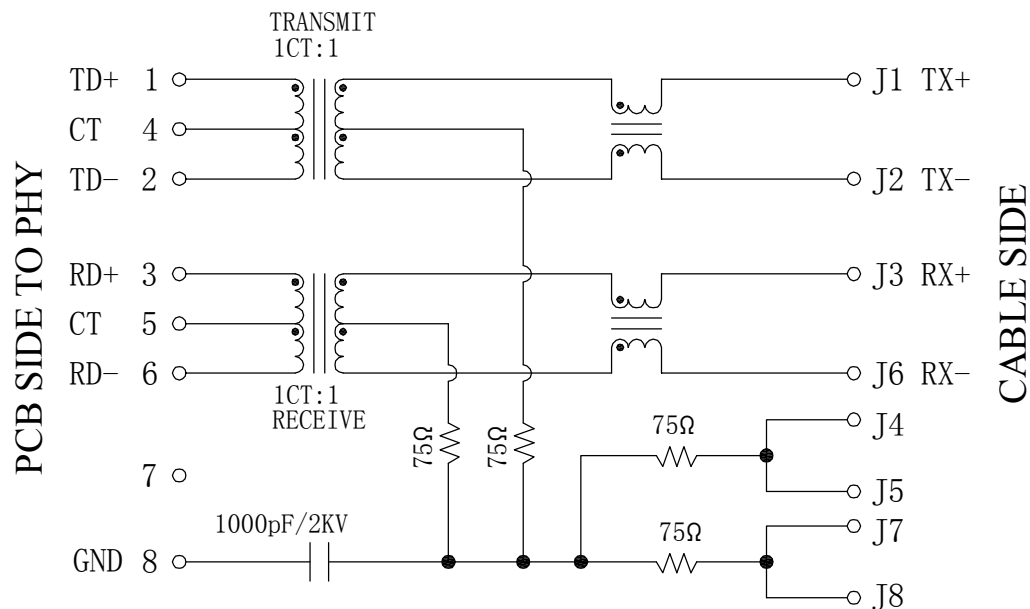 TRANSMIT
1CT:1
TD+ 1
CT 4
TD- 2
J1 TX+
J2 TX-
RD+ 3
CT 5
RD- 6
J3 RX+
J6 RX-
1CT:1
RECEIVE
PCB SIDE TO PHY
CABLE SIDE
75Ω
75Ω
75Ω
J4
J5
7
1000pF/2KV
75Ω
J7
GND 8
J8